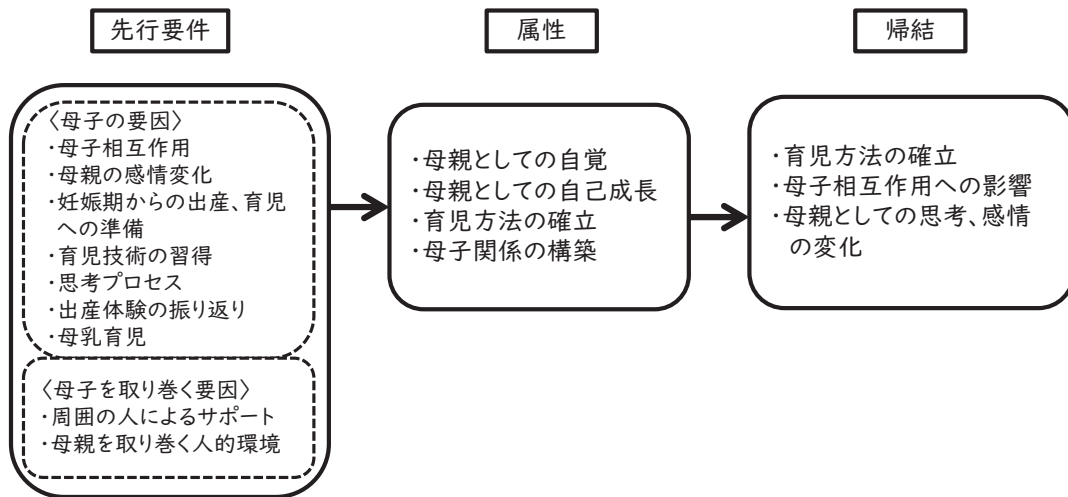 先行要件
〈母子の要因〉
・母子相互作用
・母親の感情変化
・妊娠期からの出産、育児
への準備
・育児技術の習得
・思考プロセス
・出産体験の振り返り
・母乳育児
〈母子を取り巻く要因〉
・周囲の人によるサポート
・母親を取り巻く人的環境
属性
・母親としての自覚
・母親としての自己成長
・育児方法の確立
・母子関係の構築
帰結
・育児方法の確立
・母子相互作用への影響
・母親としての思考、感情
の変化